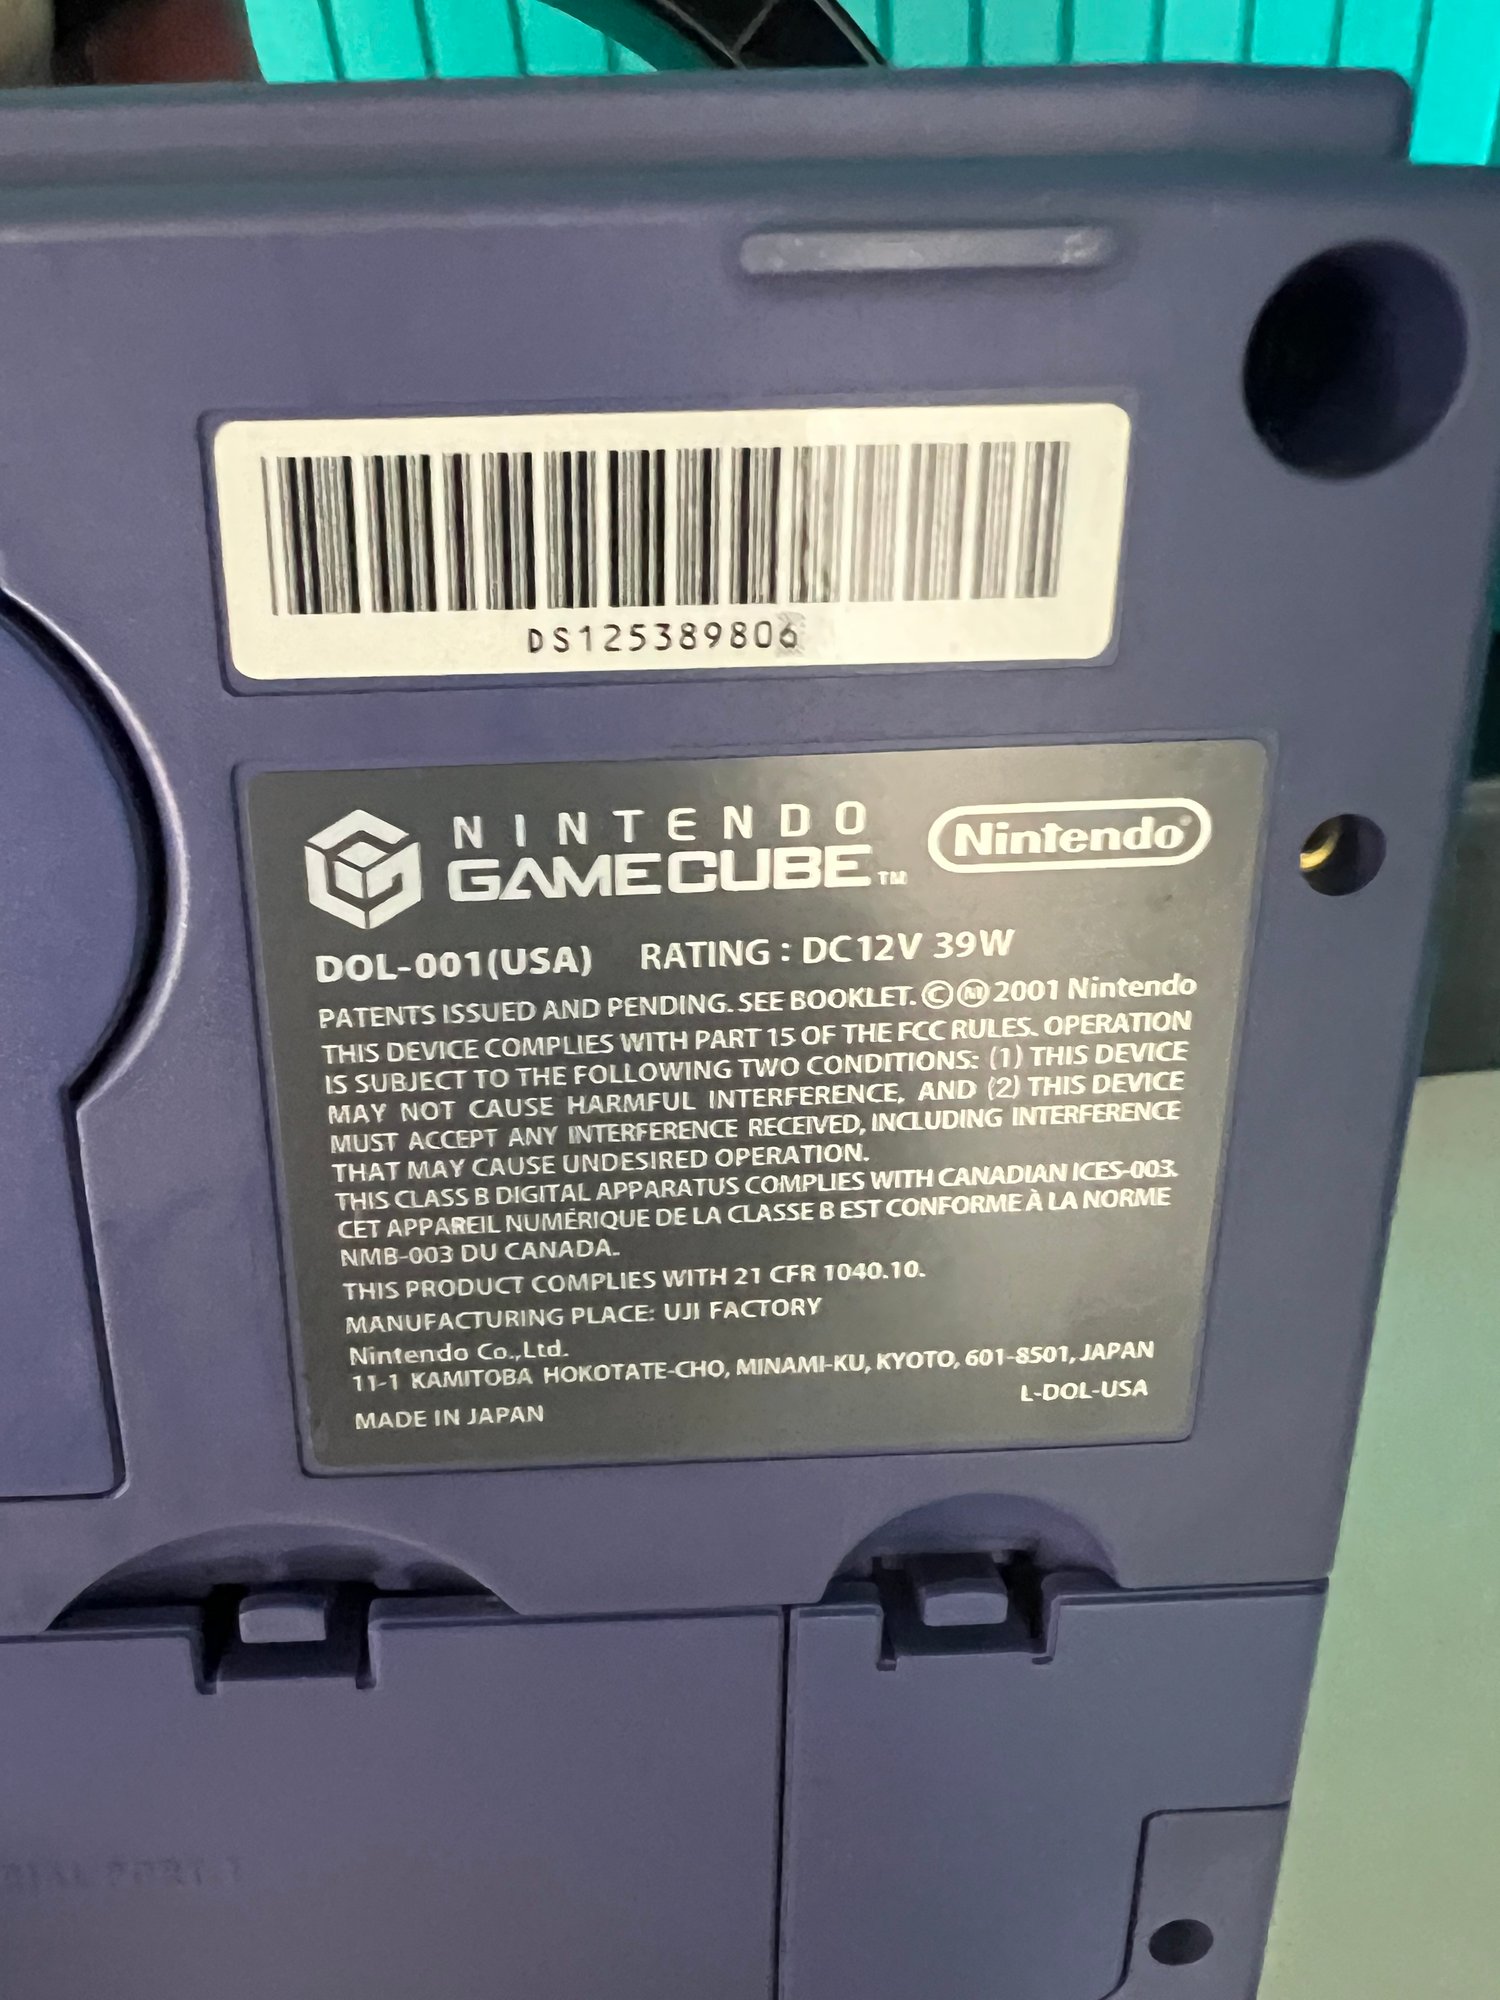 DS125389806
NINTENDO
GAMECUBE™
Nintendo®
DOL-001(USA) RATING : DC12V 39W
PATENTS ISSUED AND PENDING. SEE BOOKLET. ©Ⓜ2001 Nintendo
THIS DEVICE COMPLIES WITH PART 15 OF THE FCC RULES. OPERATION
IS SUBJECT TO THE FOLLOWING TWO CONDITIONS: (1) THIS DEVICE
MAY NOT CAUSE HARMFUL INTERFERENCE, AND (2) THIS DEVICE
MUST ACCEPT ANY INTERFERENCE RECEIVED, INCLUDING INTERFERENCE
THAT MAY CAUSE UNDESIRED OPERATION.
THIS CLASS B DIGITAL APPARATUS COMPLIES WITH CANADIAN ICES-003.
CET APPAREIL NUMÉRIQUE DE LA CLASSE B EST CONFORME À LA NORME
NMB-003 DU CANADA.
THIS PRODUCT COMPLIES WITH 21 CFR 1040.10.
MANUFACTURING PLACE: UJI FACTORY
Nintendo Co.,Ltd.
11-1 KAMITOBA HOKOTATE-CHO, MINAMI-KU, KYOTO, 601-8501, JAPAN
L-DOL-USA
MADE IN JAPAN
PORT 1